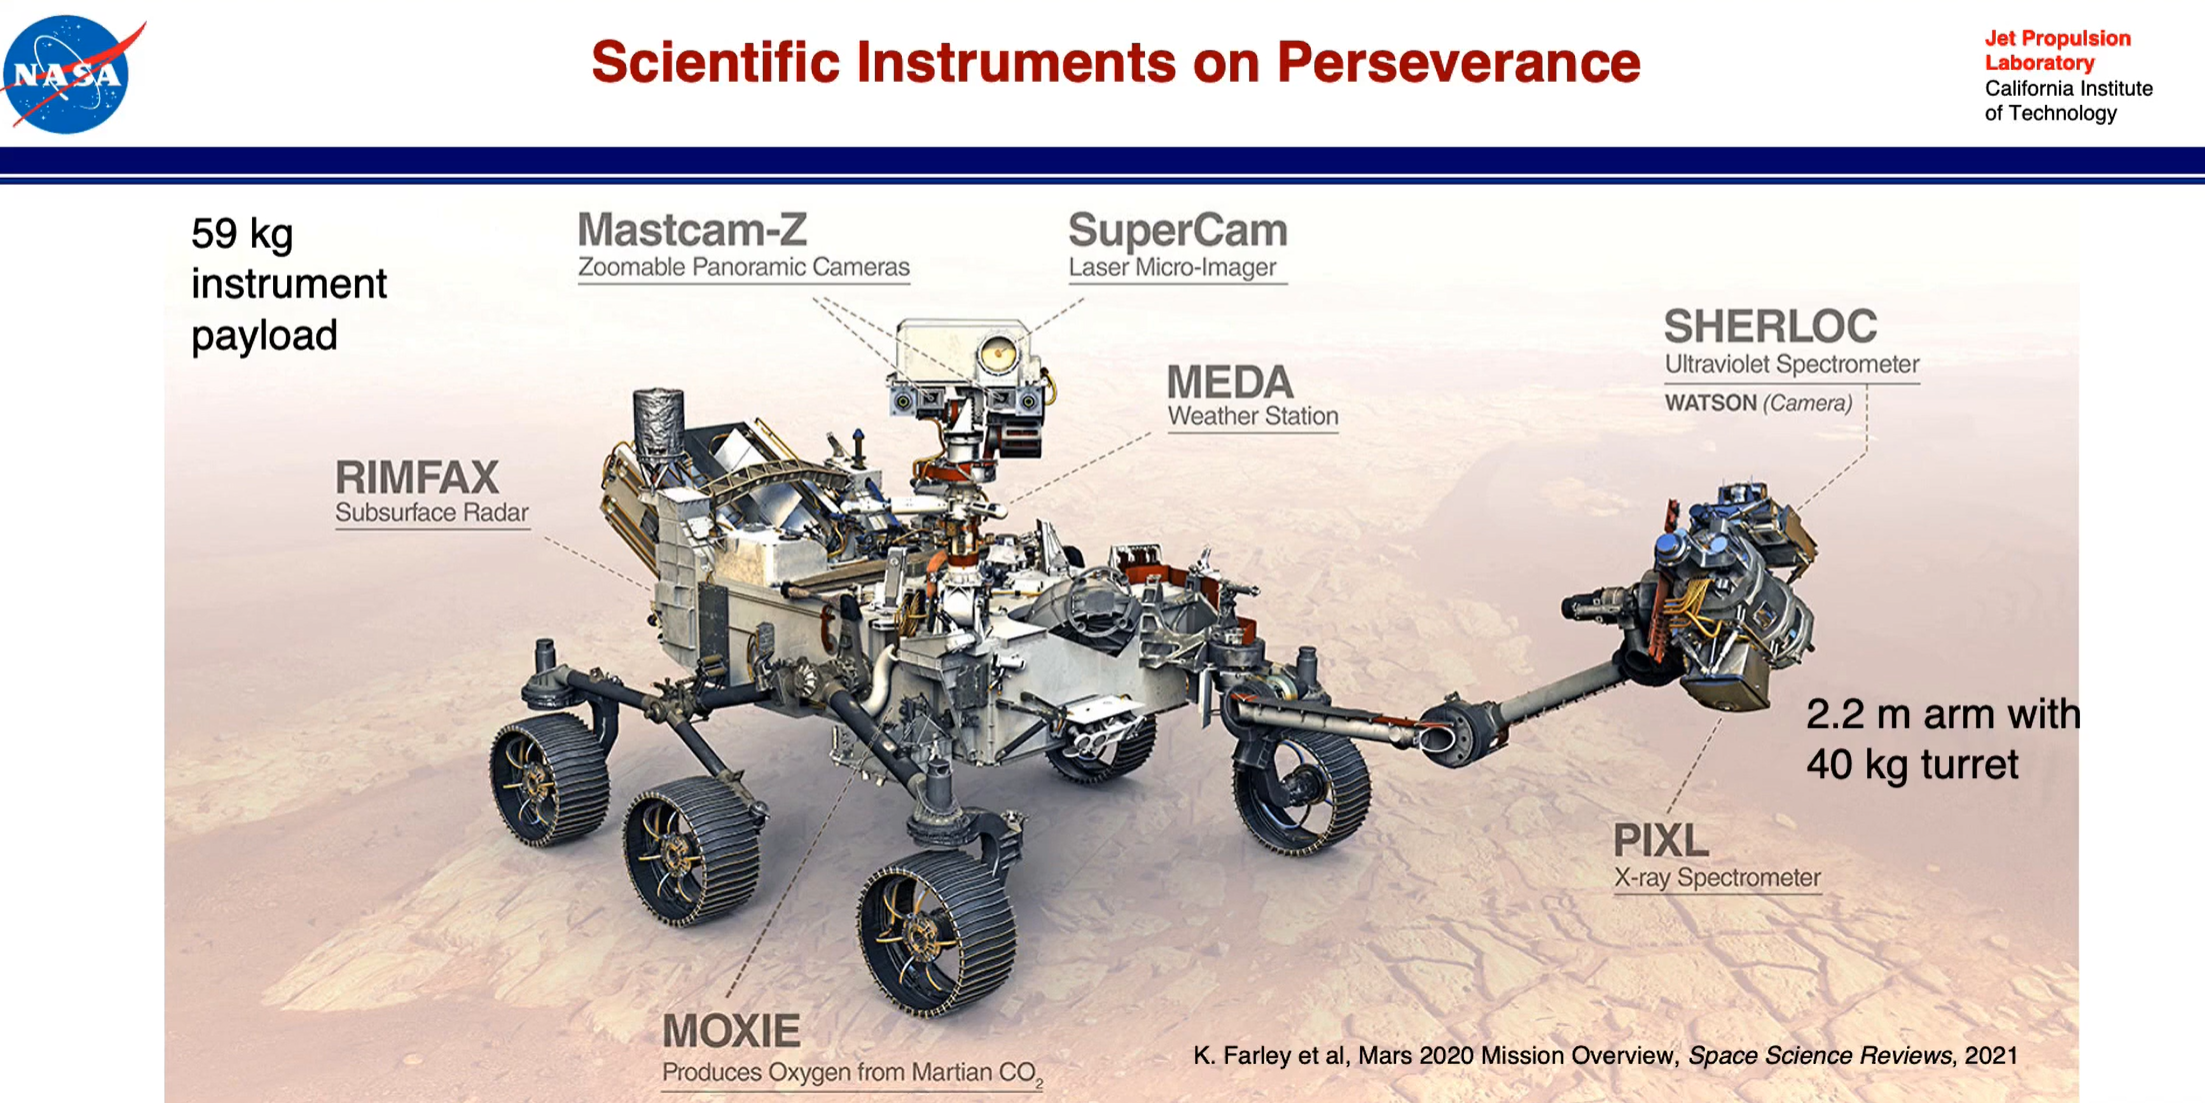 NASA
Scientific Instruments on Perseverance
Jet Propulsion
Laboratory
California Institute
of Technology
59 kg
instrument
payload
Mastcam-Z
Zoomable Panoramic Cameras
SuperCam
Laser Micro-Imager
MEDA
Weather Station
SHERLOC
Ultraviolet Spectrometer
WATSON (Camera)
RIMFAX
Subsurface Radar
2.2 m arm with
40 kg turret
PIXL
X-ray Spectrometer
MOXIE
Produces Oxygen from Martian CO₂
K. Farley et al, Mars 2020 Mission Overview, Space Science Reviews, 2021